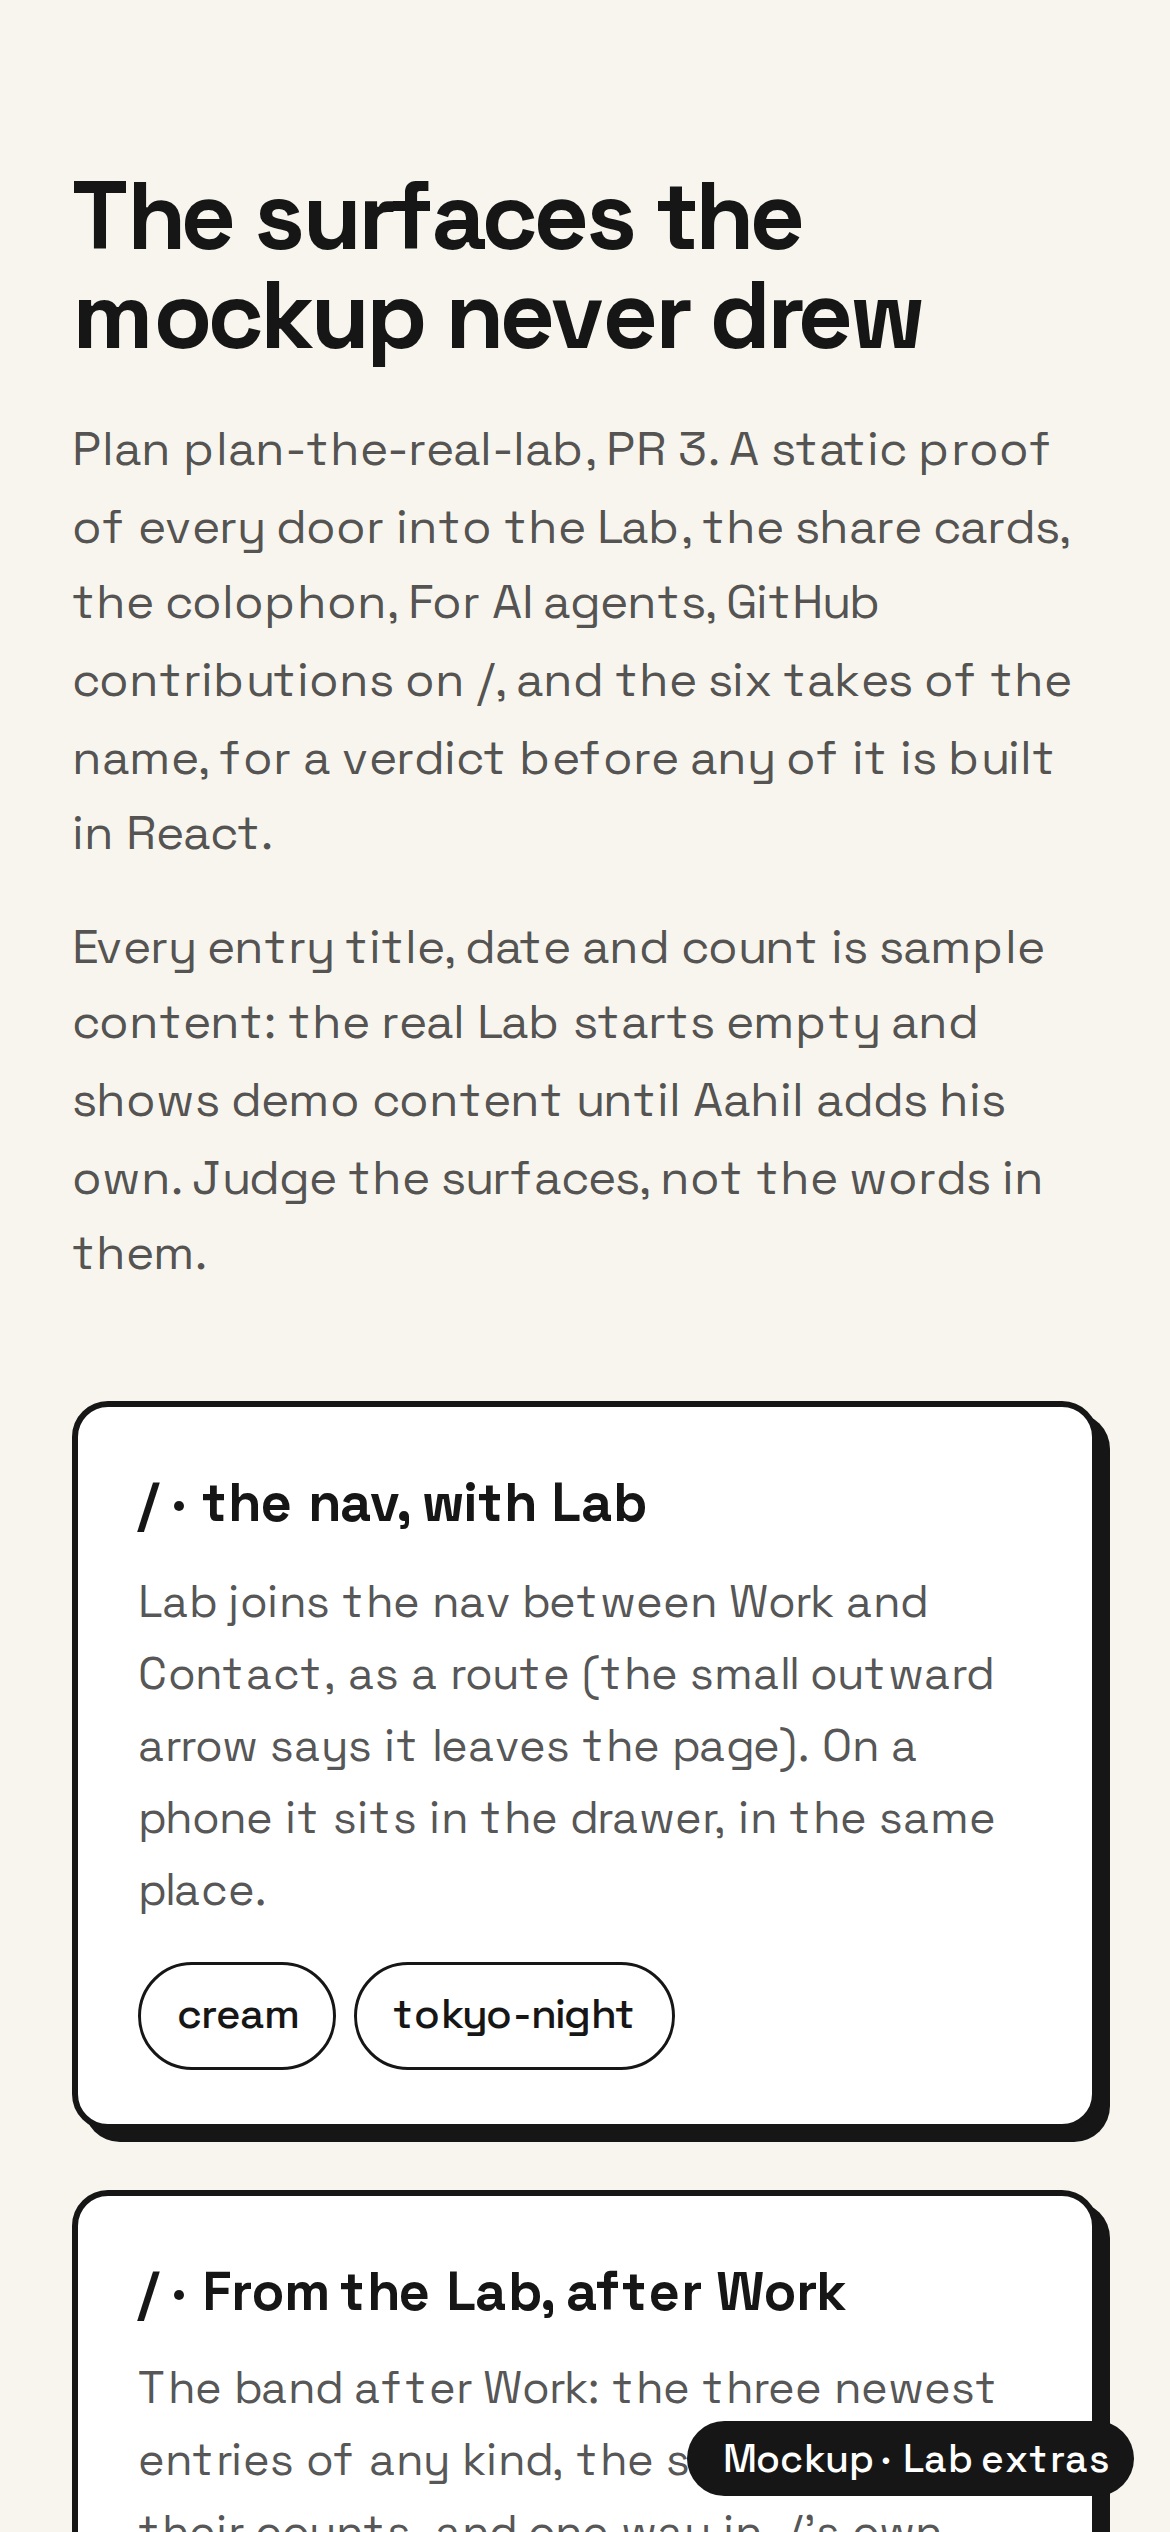 The surfaces the
mockup never drew
Plan plan-the-real-lab, PR 3. A static proof
of every door into the Lab, the share cards,
the colophon, For AI agents, GitHub
contributions on /, and the six takes of the
name, for a verdict before any of it is built
in React.
Every entry title, date and count is sample
content: the real Lab starts empty and
shows demo content until Aahil adds his
own. Judge the surfaces, not the words in
them.
/ · the nav, with Lab
Lab joins the nav between Work and
Contact, as a route (the small outward
arrow says it leaves the page). On a
phone it sits in the drawer, in the same
place.
cream
tokyo-night
/ · From the Lab, after Work
The band after Work: the three newest
entries of any kind, the
Mockup · Lab extras
their counts, and one way in. /'s own